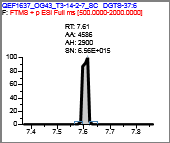 QEF1637_OG43_T3-14-2-7_SC DGT8-37:6
F: FTMS + p ESI Full ms [500.0000-2000.0000]
RT: 7.61
AA: 4586
AH: 2900
SN: 6.56E+015
100
80
60
40
20
0
7.4 7.5 7.6 7.7 7.8